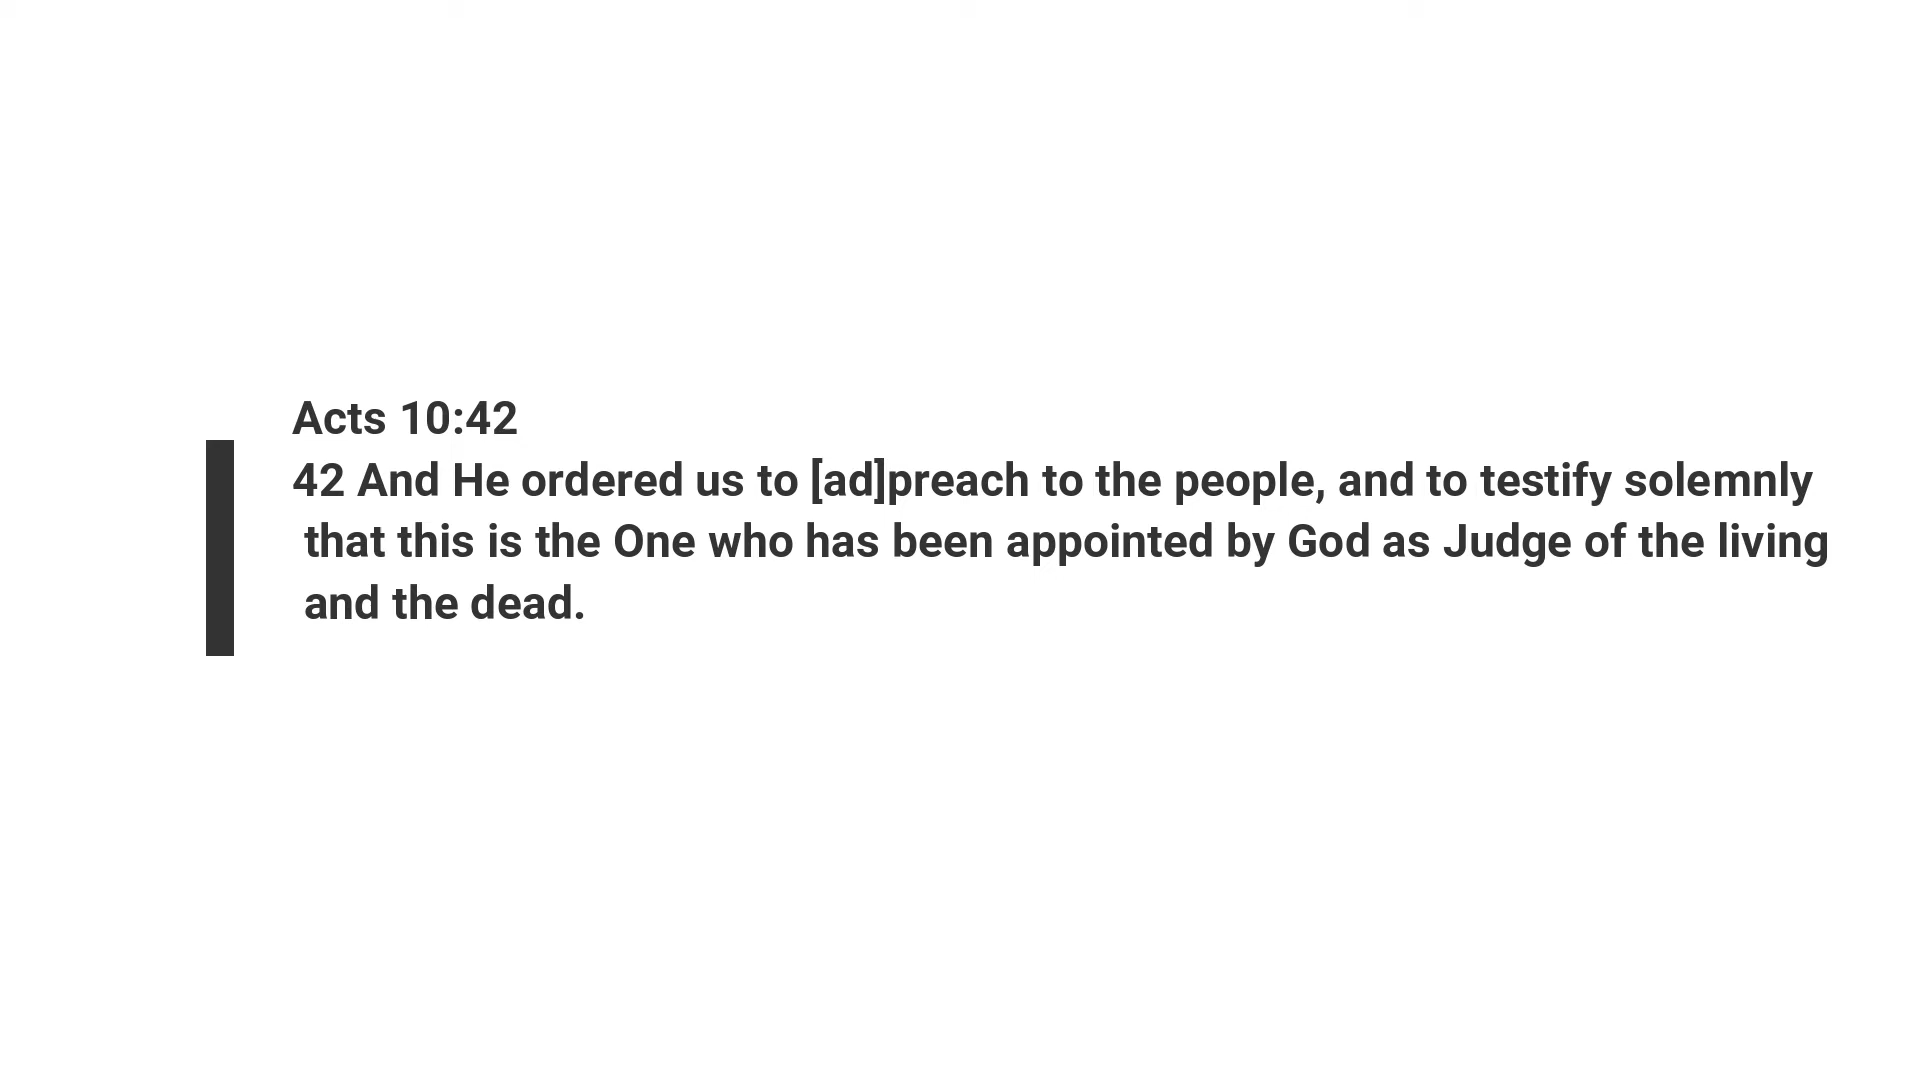 Acts 10:42
42 And He ordered us to [ad]preach to the people, and to testify solemnly
that this is the One who has been appointed by God as Judge of the living
and the dead.